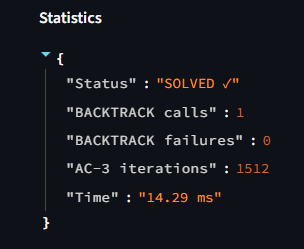 Statistics
{
"Status" : "SOLVED ✓"
"BACKTRACK calls" : 1
"BACKTRACK failures" : 0
"AC-3 iterations" : 1512
"Time" : "14.29 ms"
}